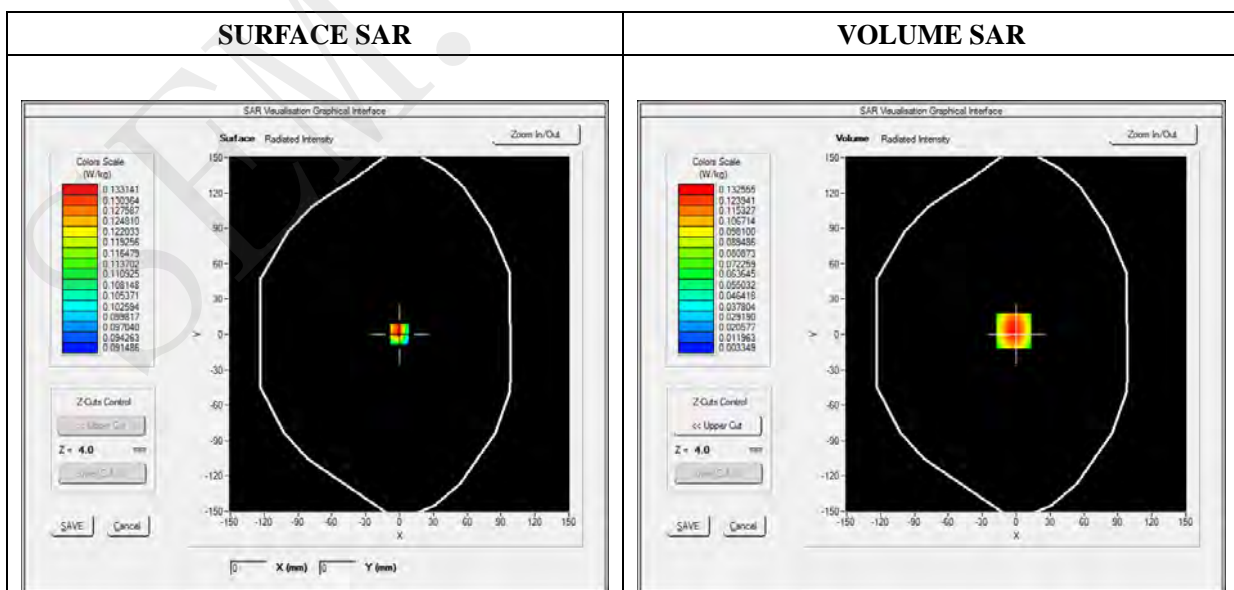 SURFACE SAR
VOLUME SAR
SAR Visualisation Graphical Interface
Surface Radiated Intensity
Zoom In/Out
Colors Scale
(W/kg)
0.133141
0.130364
0.127587
0.124810
0.122033
0.119256
0.116479
0.113702
0.110925
0.108148
0.105371
0.102594
0.099817
0.097040
0.094263
0.091486
Z-Cuts Control
<< Upper Cut
Z = 4.0 mm
SAVE
Cancel
150
120
90
60
30
0
-30
-60
-90
-120
-150
Y
-150 -120 -90 -60 -30 0 30 60 90 120 150
X
0 X (mm) 0 Y (mm)
SAR Visualisation Graphical Interface
Volume Radiated Intensity
Zoom In/Out
Colors Scale
(W/kg)
0.132555
0.123941
0.115327
0.106714
0.098100
0.089486
0.080873
0.072259
0.063645
0.055032
0.046418
0.037804
0.029190
0.020577
0.011963
0.003349
Z-Cuts Control
<< Upper Cut
Z = 4.0 mm
SAVE
Cancel
150
120
90
60
30
0
-30
-60
-90
-120
-150
Y
-150 -120 -90 -60 -30 0 30 60 90 120 150
X
SEM.